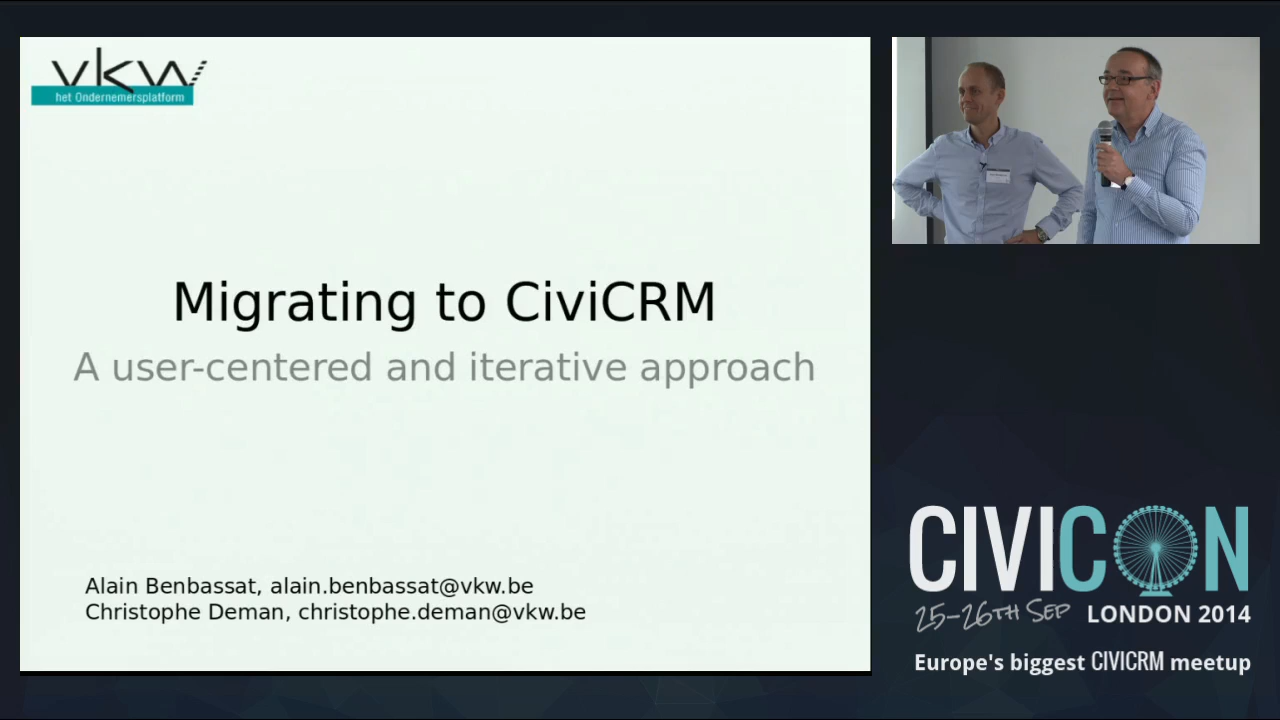 vkw
het Ondernemersplatform
Migrating to CiviCRM
A user-centered and iterative approach
Alain Benbassat, alain.benbassat@vkw.be
Christophe Deman, christophe.deman@vkw.be
CIVICON
25-26TH SEP LONDON 2014
Europe's biggest CIVICRM meetup